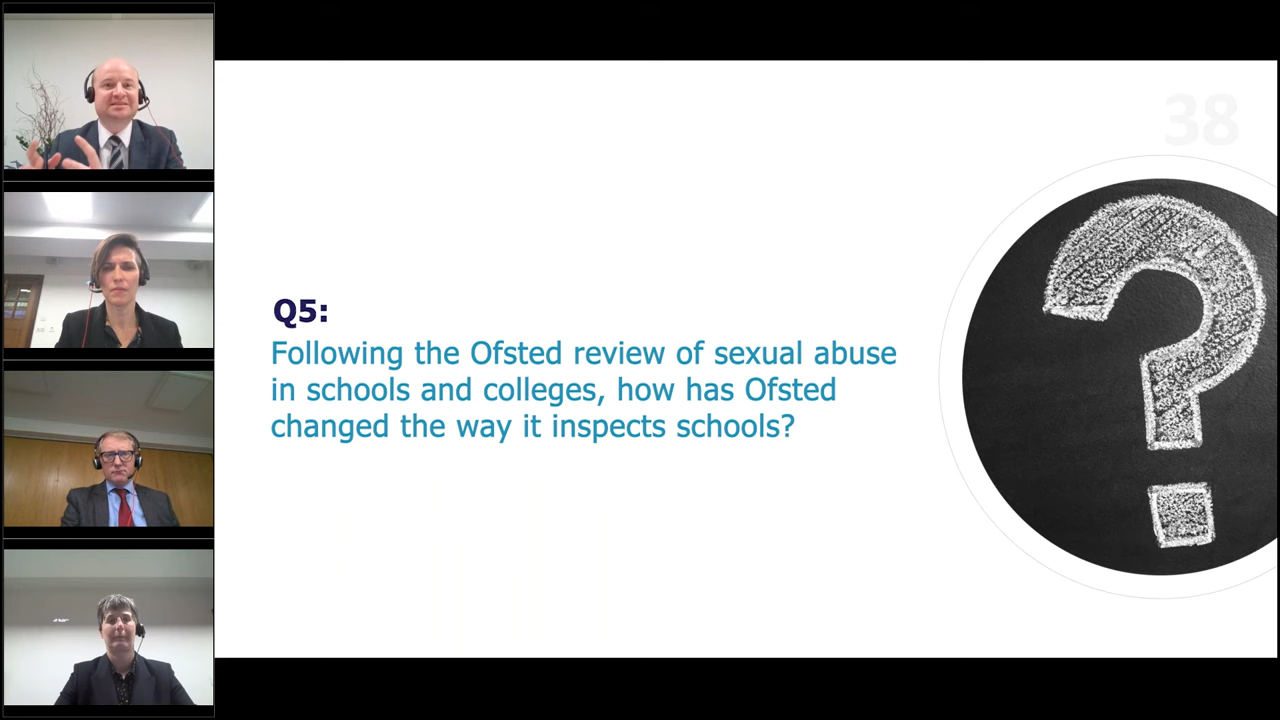 38
Q5:
Following the Ofsted review of sexual abuse
in schools and colleges, how has Ofsted
changed the way it inspects schools?